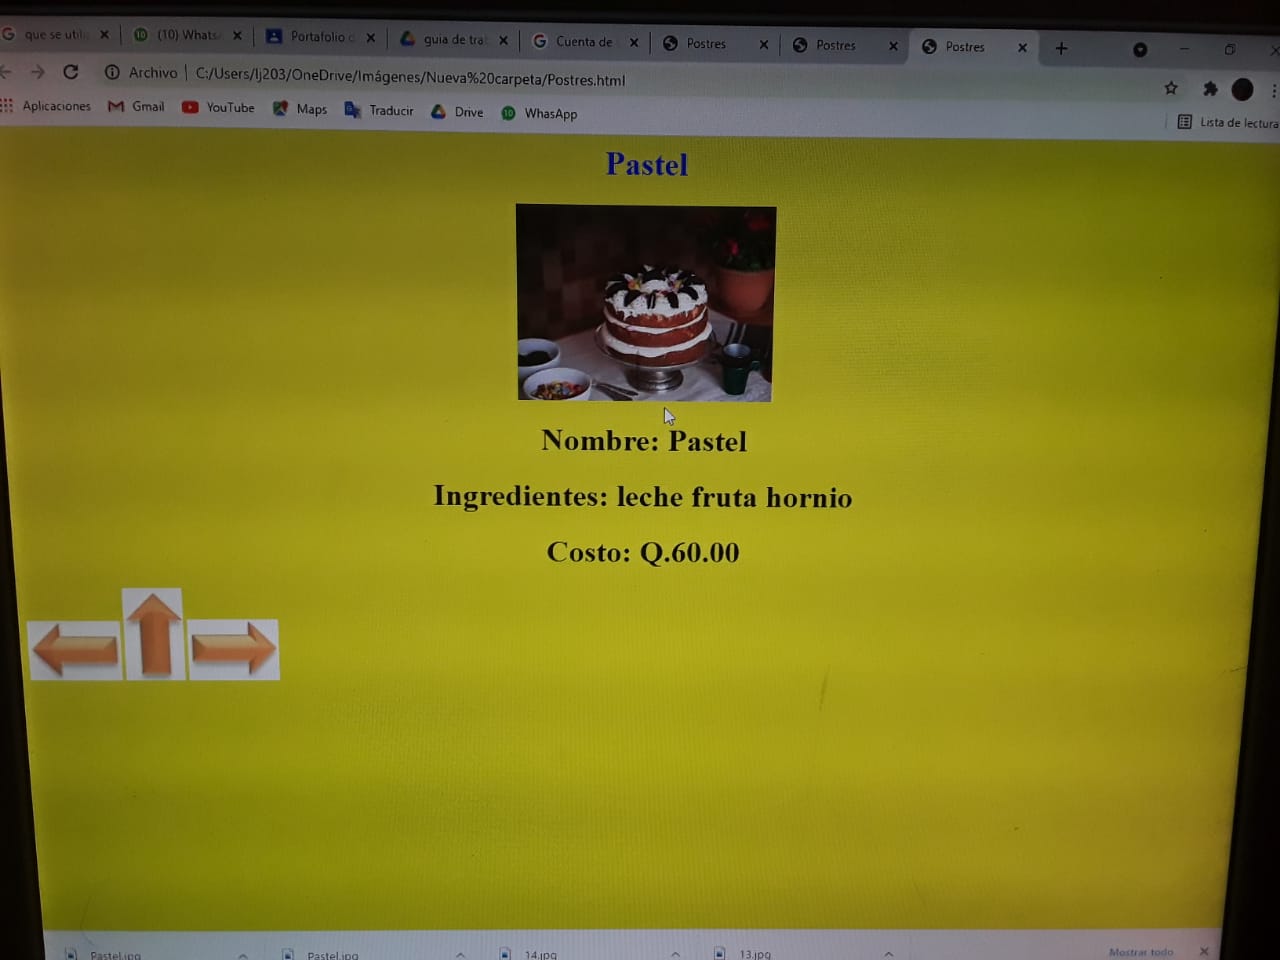 que se utili
(10) Whats
Portafolio d
guia de tra
Cuenta de
Postres
Postres
Postres
Archivo | C:/Users/lj203/OneDrive/Imágenes/Nueva%20carpeta/Postres.html
Aplicaciones
Gmail
YouTube
Maps
Traducir
Drive
10
WhasApp
Lista de lectura
Pastel
Nombre: Pastel
Ingredientes: leche fruta hornio
Costo: Q.60.00
Pastel.jpg
Pastel.jpg
14.jpg
13.jpg
Mostrar todo